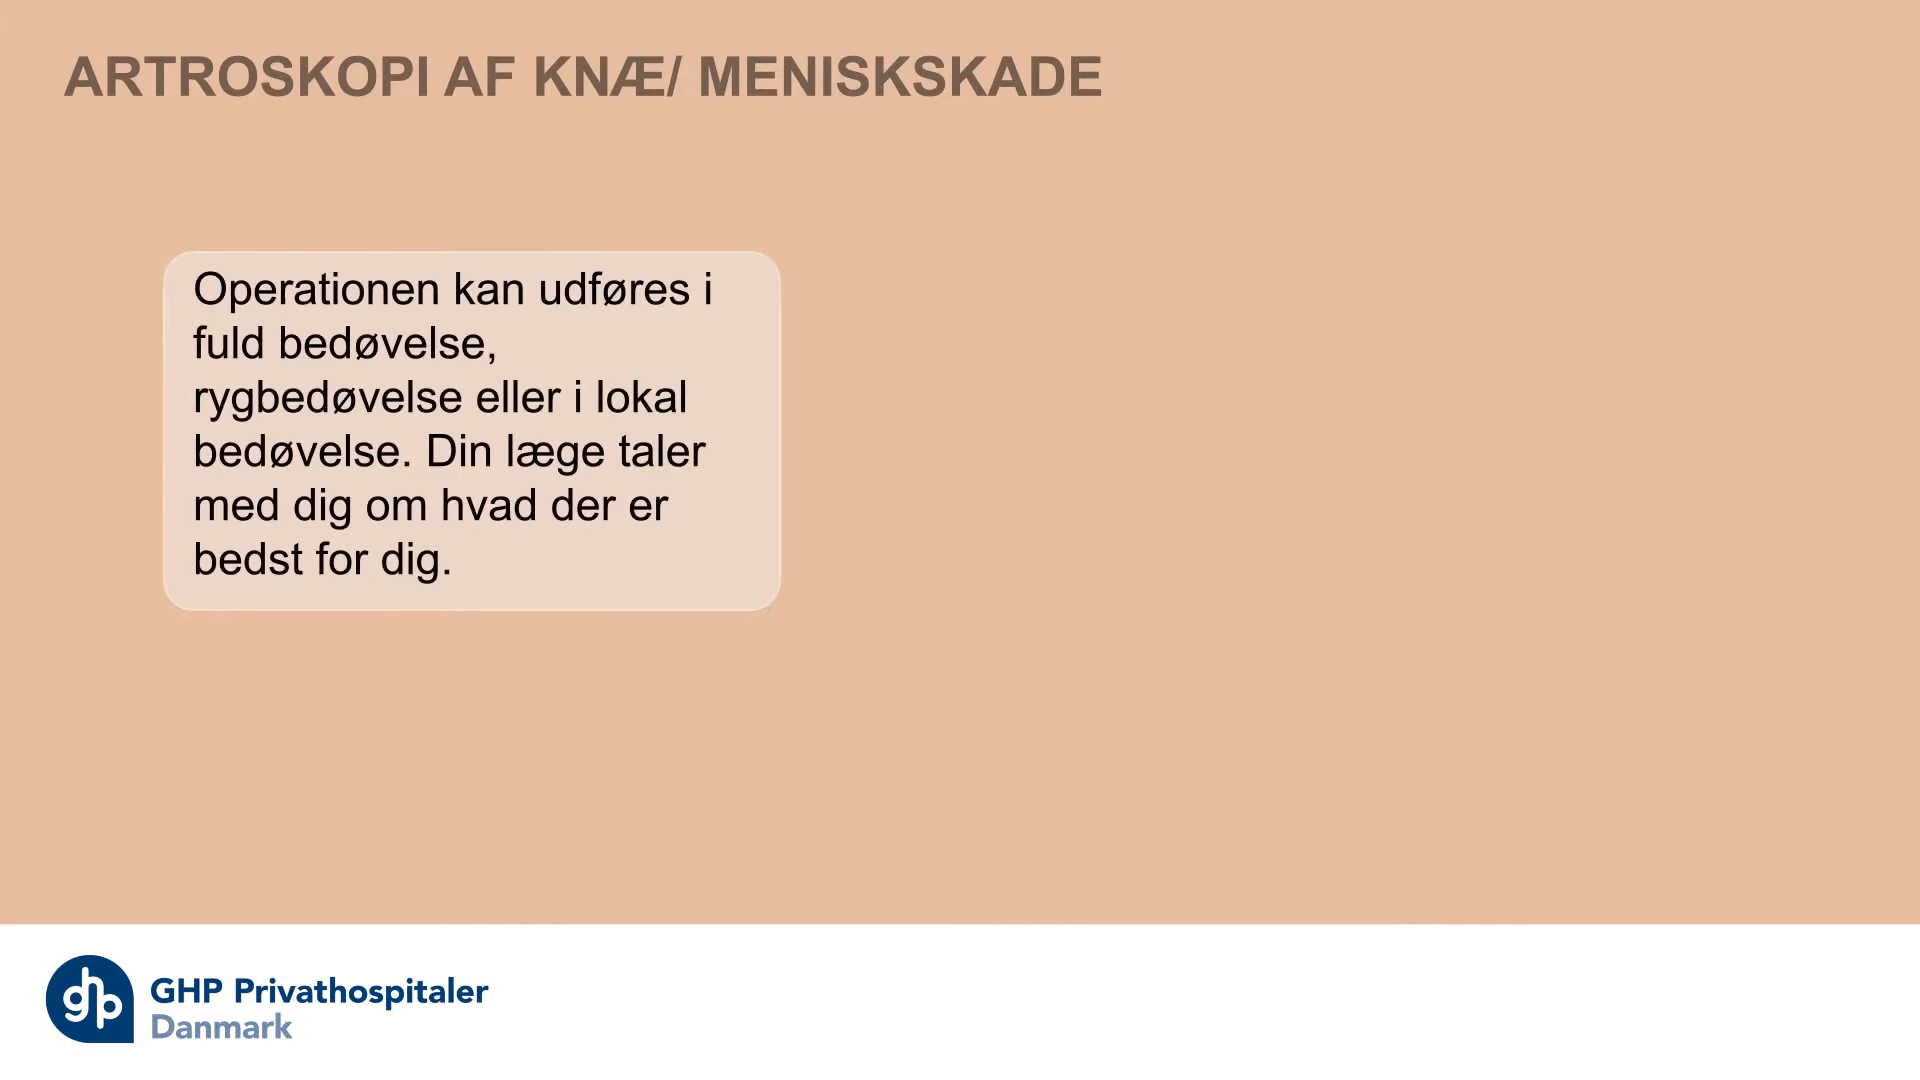 ARTROSKOPI AF KNÆ/ MENISKSKADE
Operationen kan udføres i
fuld bedøvelse,
rygbedøvelse eller i lokal
bedøvelse. Din læge taler
med dig om hvad der er
bedst for dig.
ghp
GHP Privathospitaler
Danmark